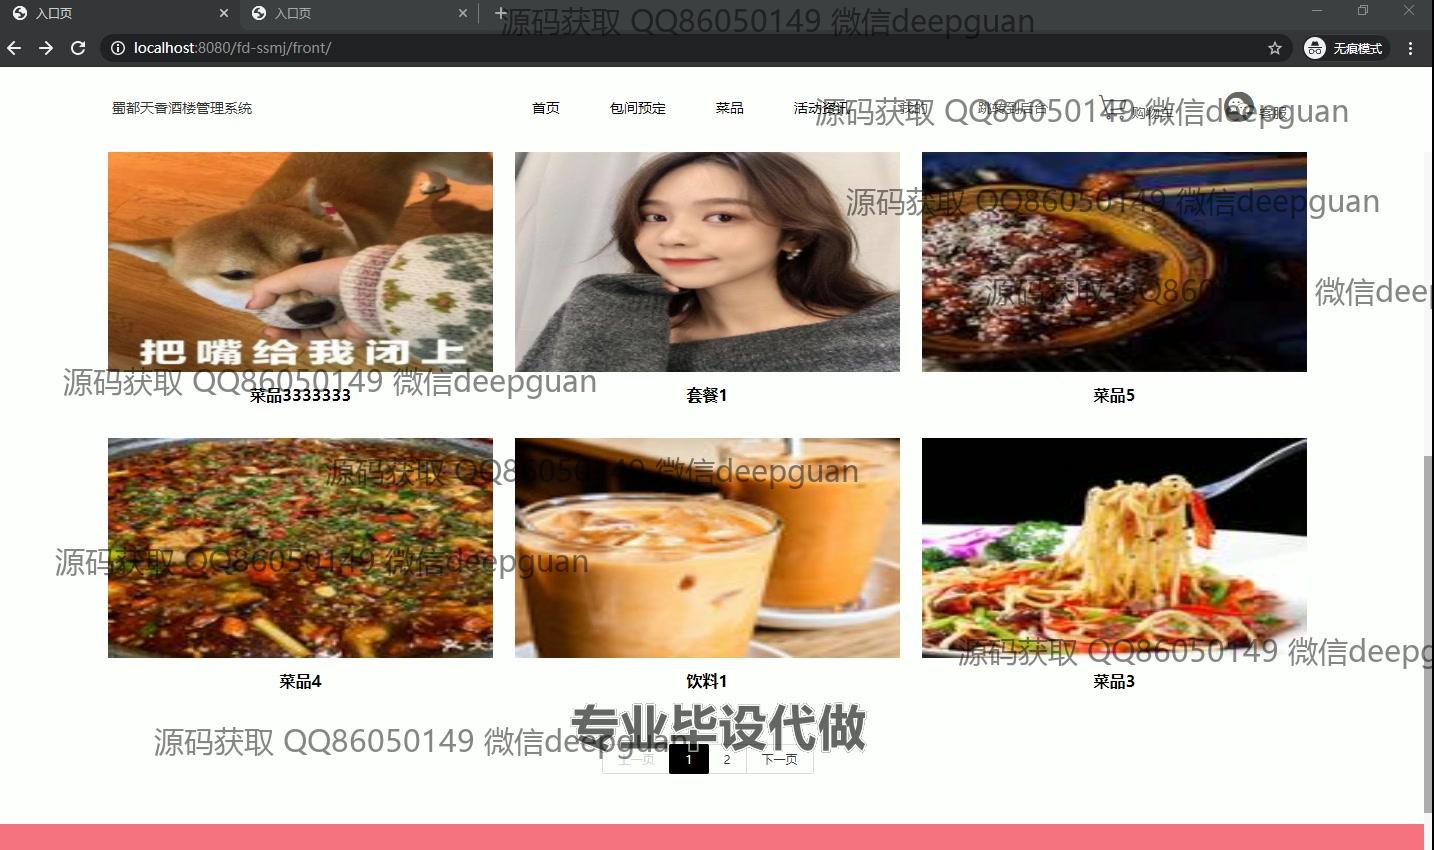 入口页
入口页
源码获取 QQ86050149 微信deepguan
localhost:8080/fd-ssmj/front/
无痕模式
蜀都天香酒楼管理系统
首页
包间预定
菜品
活动资讯
我的
跳转到后台
购物车
客服
源码获取 QQ86050149 微信deepguan
源码获取 QQ86050149 微信deepguan
源码获取 QQ860 微信deep
把嘴给我闭上
源码获取 QQ86050149 微信deepguan
菜品3333333
套餐1
菜品5
源码获取 QQ86050149 微信deepguan
源码获取 QQ86050149 微信deepguan
源码获取 QQ86050149 微信deepg
菜品4
饮料1
菜品3
专业毕设代做
源码获取 QQ86050149 微信deepguan
上一页
1
2
下一页